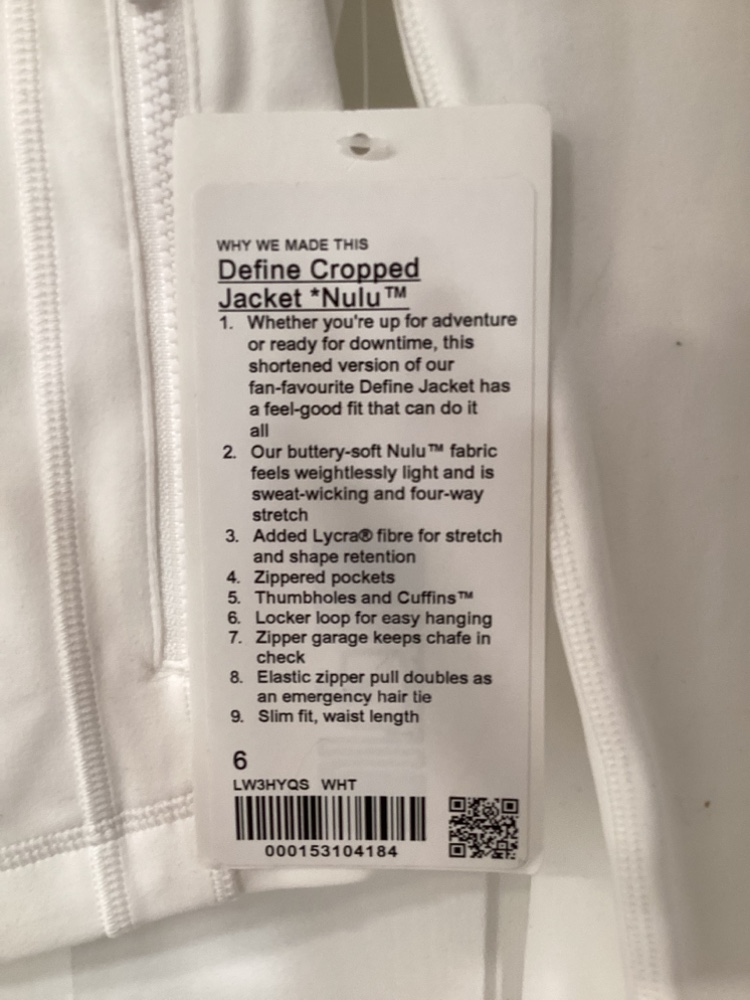 WHY WE MADE THIS
Define Cropped
Jacket *Nulu™
1. Whether you're up for adventure
or ready for downtime, this
shortened version of our
fan-favourite Define Jacket has
a feel-good fit that can do it
all
2. Our buttery-soft Nulu™ fabric
feels weightlessly light and is
sweat-wicking and four-way
stretch
3. Added Lycra® fibre for stretch
and shape retention
4. Zippered pockets
5. Thumbholes and Cuffins™
6. Locker loop for easy hanging
7. Zipper garage keeps chafe in
check
8. Elastic zipper pull doubles as
an emergency hair tie
9. Slim fit, waist length
6
LW3HYQS WHT
000153104184